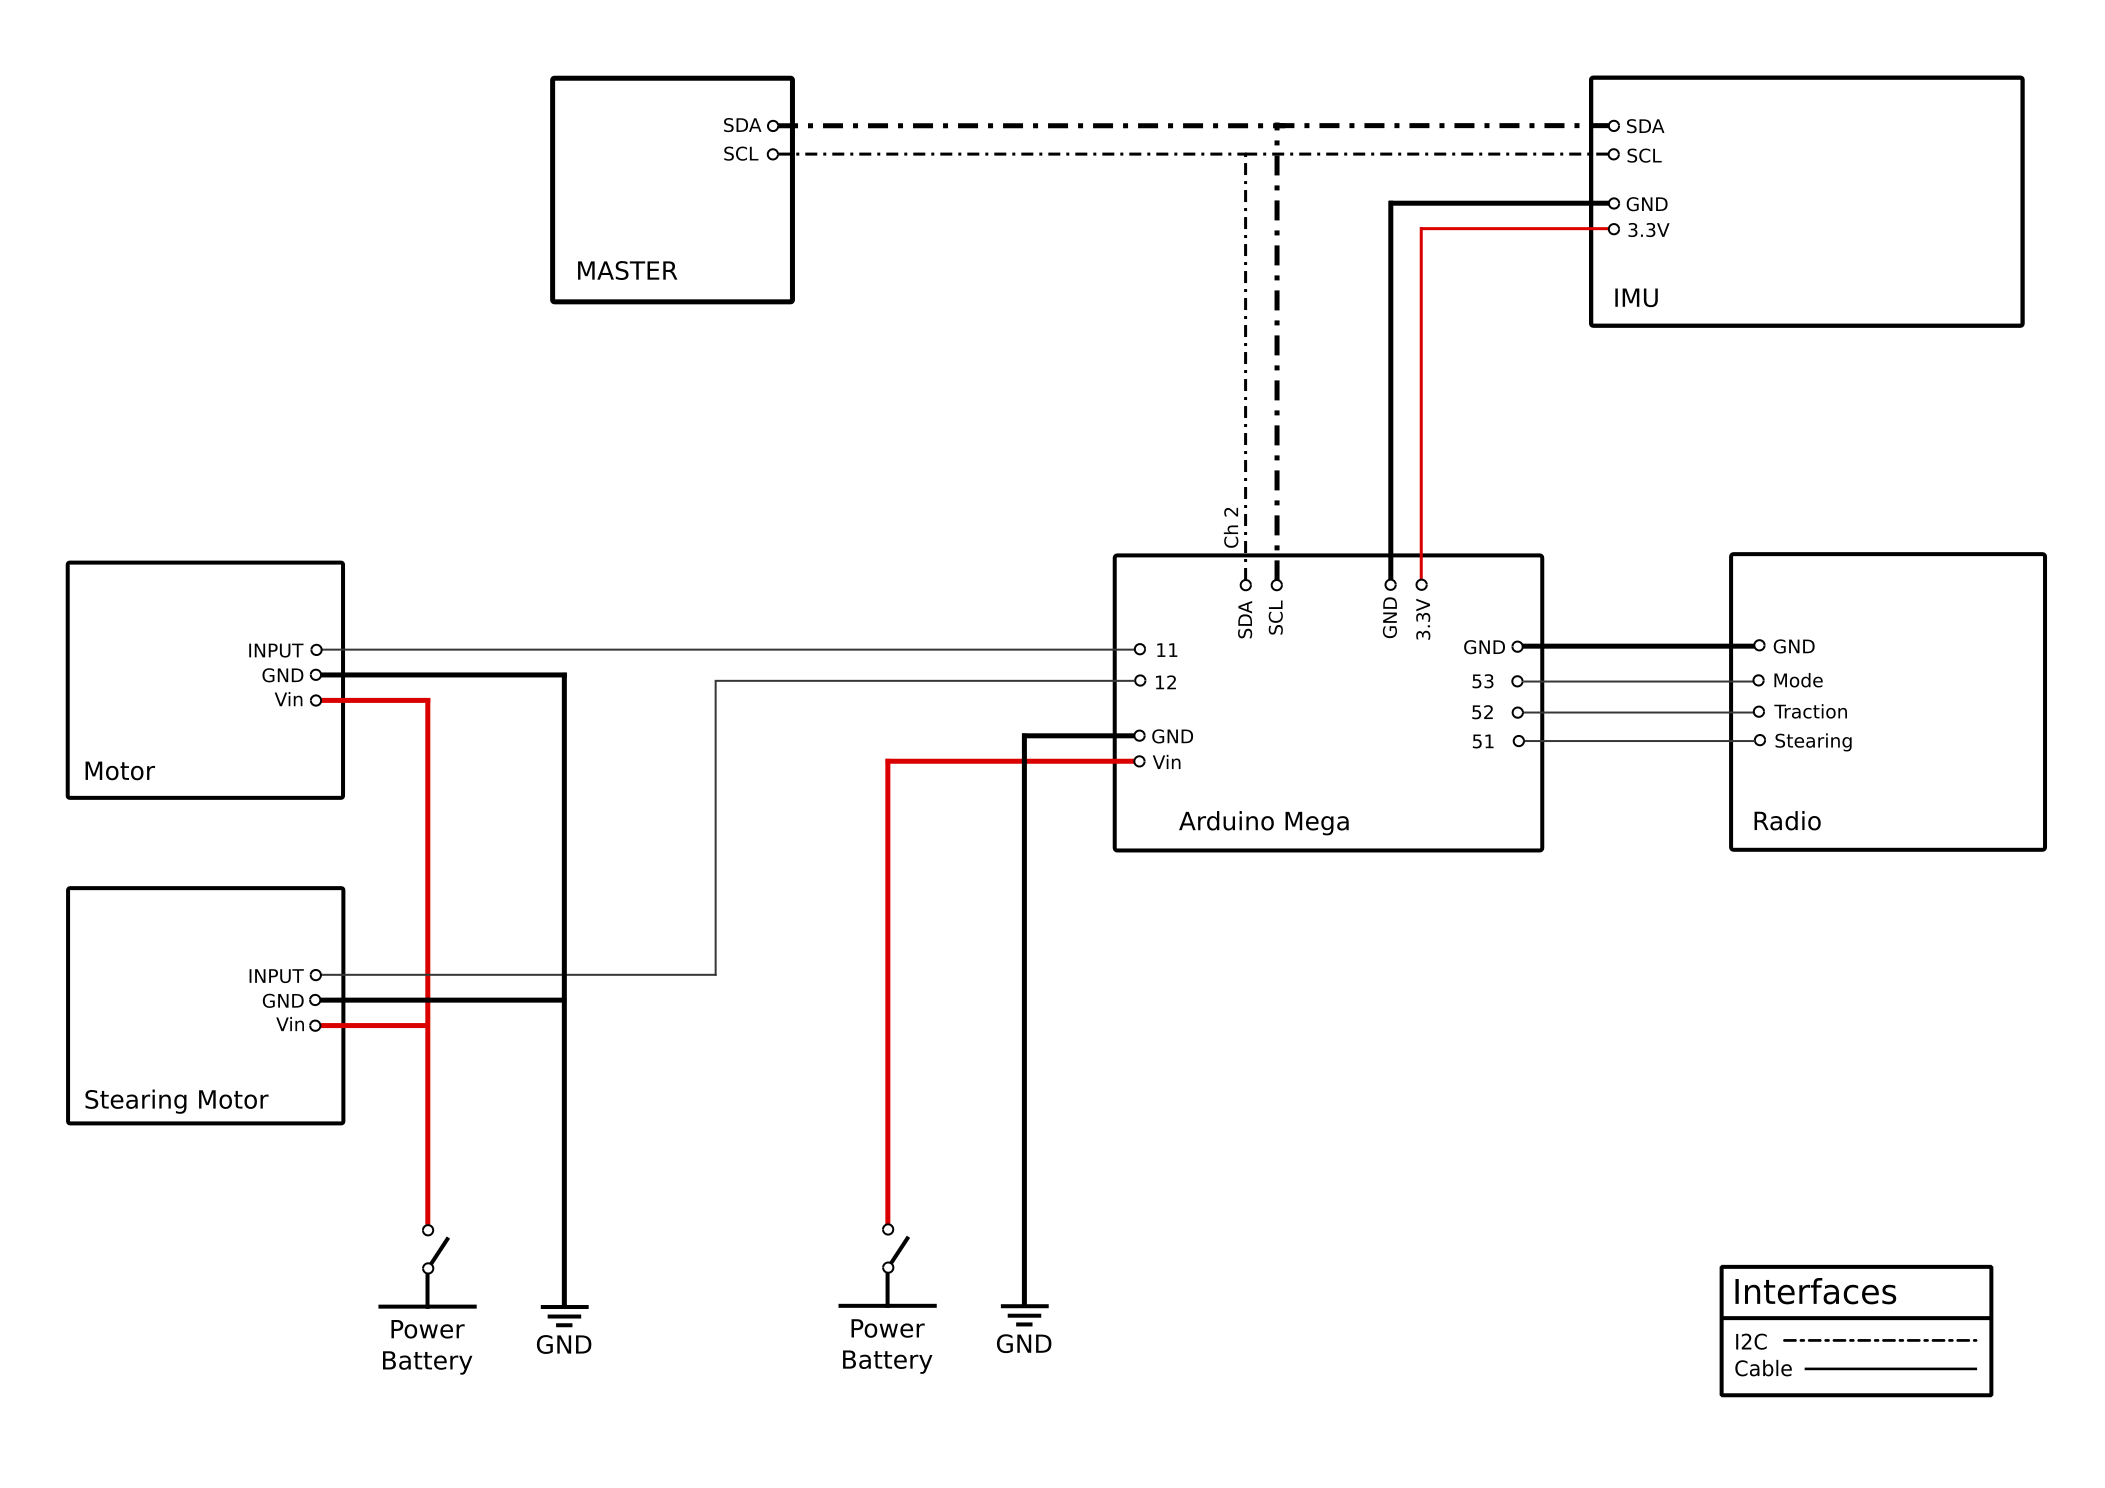 SDA
SCL
MASTER
SDA
SCL
GND
3.3V
IMU
Ch 2
SDA
SCL
GND
3.3V
INPUT
GND
Vin
Motor
11
12
GND
Vin
GND
53
52
51
Arduino Mega
GND
Mode
Traction
Stearing
Radio
INPUT
GND
Vin
Stearing Motor
Power
Battery
GND
Power
Battery
GND
Interfaces
I2C
Cable